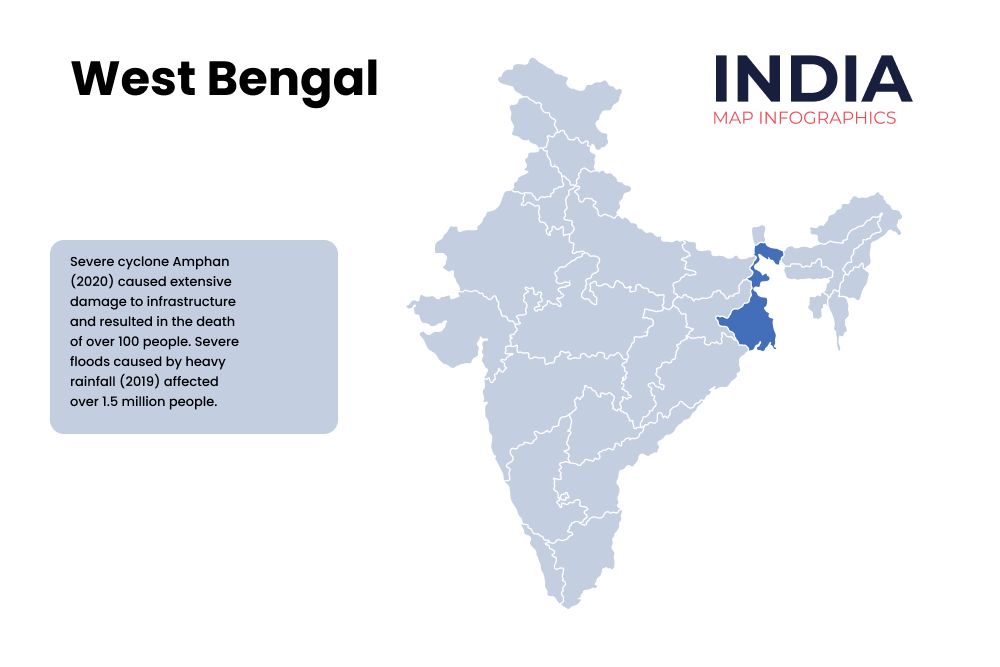 West Bengal
INDIA
MAP INFOGRAPHICS
Severe cyclone Amphan
(2020) caused extensive
damage to infrastructure
and resulted in the death
of over 100 people. Severe
floods caused by heavy
rainfall (2019) affected
over 1.5 million people.